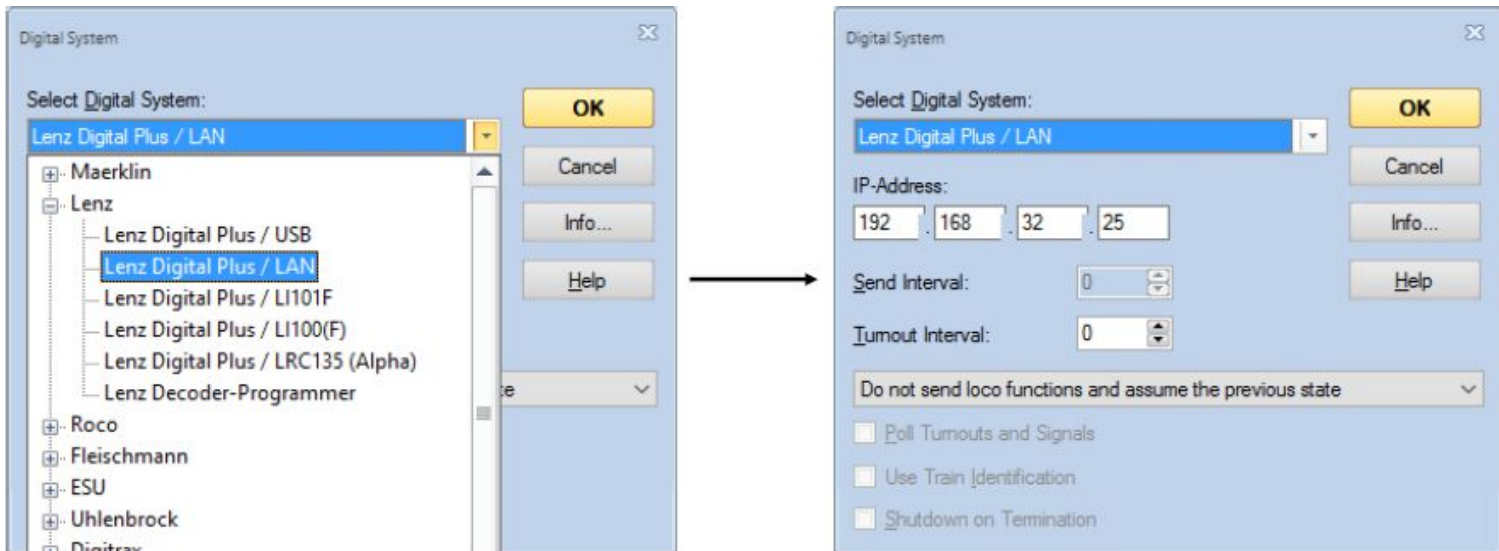 Digital System
Select Digital System:
Lenz Digital Plus / LAN
OK
Cancel
Info...
Help
Maerklin
Lenz
Lenz Digital Plus / USB
Lenz Digital Plus / LAN
Lenz Digital Plus / LI101F
Lenz Digital Plus / LI100(F)
Lenz Digital Plus / LRC135 (Alpha)
Lenz Decoder-Programmer
Roco
Fleischmann
ESU
Uhlenbrock
Digitrax
Digital System
Select Digital System:
Lenz Digital Plus / LAN
OK
Cancel
Info...
Help
IP-Address:
192 . 168 . 32 . 25
Send Interval: 0
Turnout Interval: 0
Do not send loco functions and assume the previous state
Poll Turnouts and Signals
Use Train Identification
Shutdown on Termination